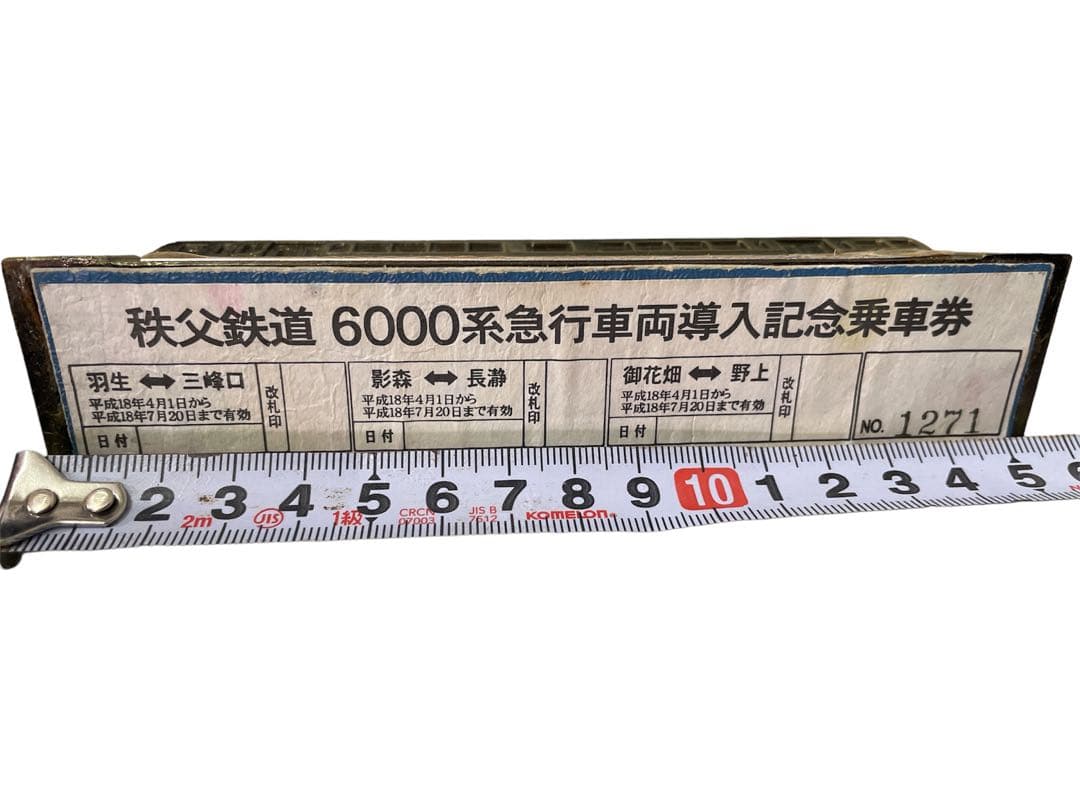 秩父鉄道 6000系急行車両導入記念乗車券
羽生 ⟷ 三峰口
平成18年4月1日から
平成18年7月20日まで有効
日付
改札印
影森 ⟷ 長瀞
平成18年4月1日から
平成18年7月20日まで有効
日付
改札印
御花畑 ⟷ 野上
平成18年4月1日から
平成18年7月20日まで有効
日付
改札印
NO. 1271
2 3 4 5 6 7 8 9 10 1 2 3 4 5
2m JIS 1級 CRCN 07003 JIS B 7512 KOMELON